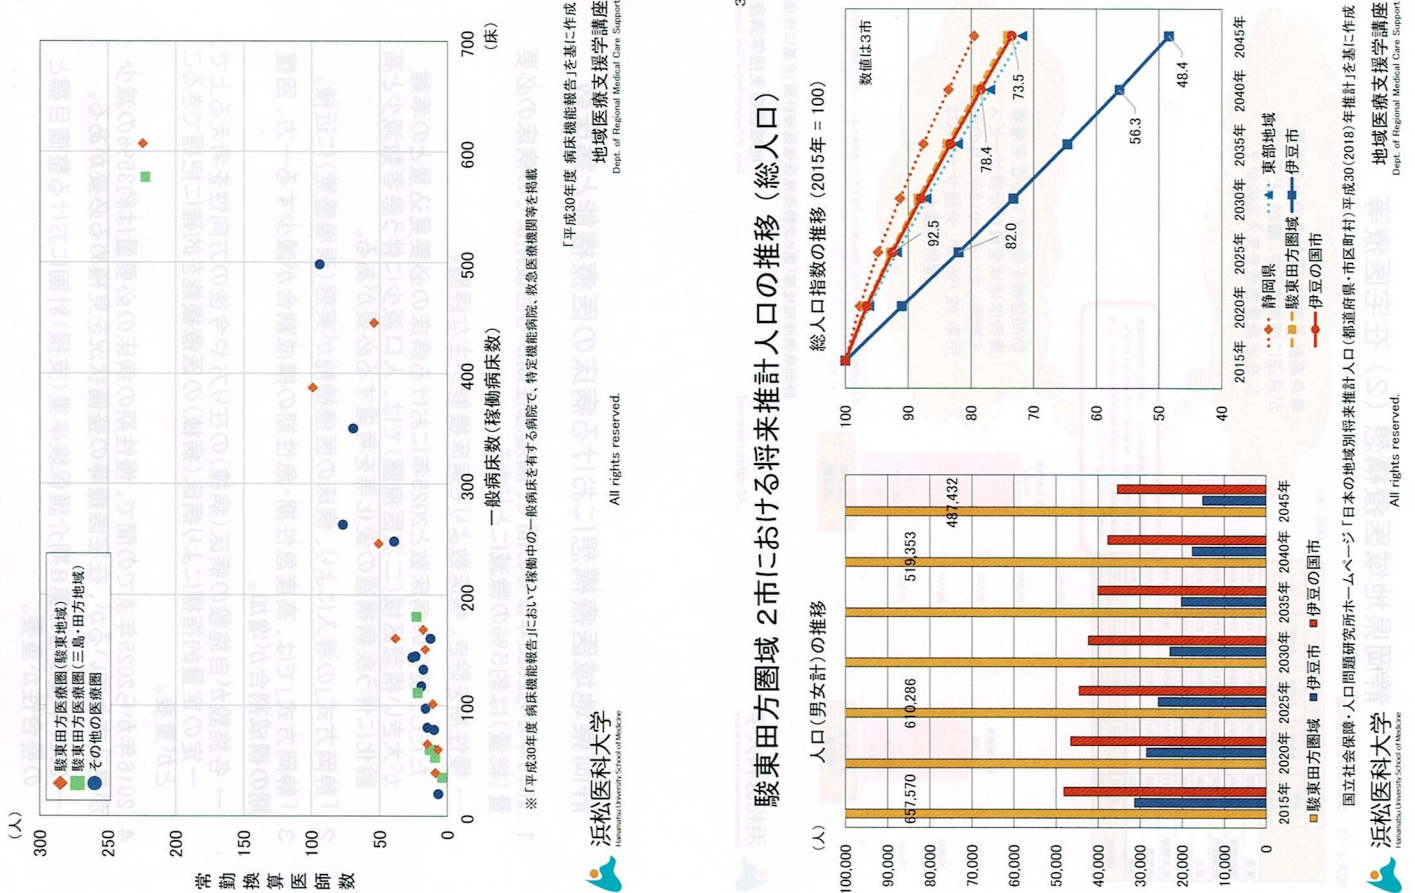 (人)
300
250
200
150
100
50
0
常勤換算医師数
駿東田方医療圏(駿東地域)
駿東田方医療圏(三島・田方地域)
その他の医療圏
0
100
200
300
400
500
600
700
(床)
一般病床数(稼働病床数)
※「平成30年度 病床機能報告」において稼働中の一般病床を有する病院で、特定機能病院、救急医療機関等を掲載
「平成30年度 病床機能報告」を基に作成
浜松医科大学
Hamamatsu University School of Medicine
All rights reserved.
地域医療支援学講座
Dept. of Regional Medical Care Support
3
駿東田方圏域 2市における将来推計人口の推移(総人口)
(人)
人口(男女計)の推移
100,000
90,000
80,000
70,000
60,000
50,000
40,000
30,000
20,000
10,000
0
657,570
610,286
519,353
487,432
2015年 2020年 2025年 2030年 2035年 2040年 2045年
駿東田方圏域 伊豆市 伊豆の国市
総人口指数の推移(2015年=100)
数値は3市
100
90
80
70
60
50
40
92.5
82.0
78.4
56.3
73.5
48.4
2015年 2020年 2025年 2030年 2035年 2040年 2045年
静岡県 東部地域
駿東田方圏域 伊豆市
伊豆の国市
国立社会保障・人口問題研究所ホームページ「日本の地域別将来推計人口(都道府県・市区町村)平成30(2018)年推計」を基に作成
浜松医科大学
Hamamatsu University School of Medicine
All rights reserved.
地域医療支援学講座
Dept. of Regional Medical Care Support